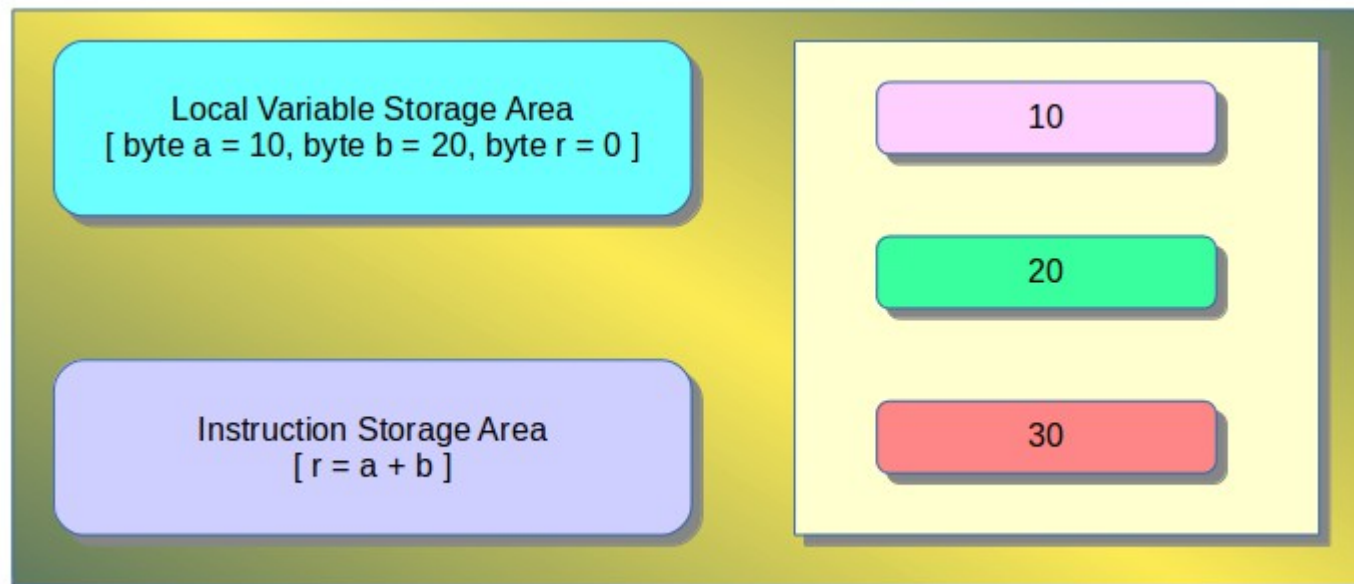 Local Variable Storage Area
[ byte a = 10, byte b = 20, byte r = 0 ]
Instruction Storage Area
[ r = a + b ]
10
20
30